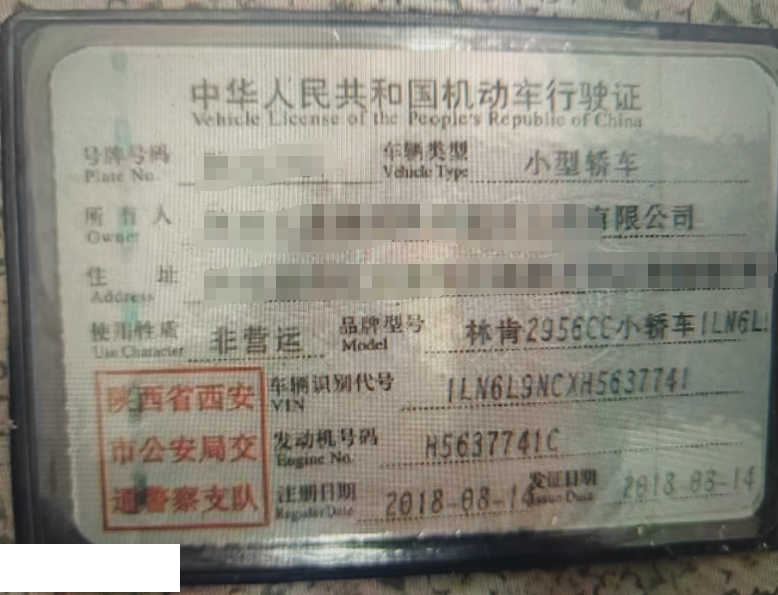 中华人民共和国机动车行驶证
Vehicle License of the People's Republic of China
号牌号码 车辆类型 小型轿车
Plate No. Vehicle Type
所有人 有限公司
Owner
住址
Address
使用性质 非营运 品牌型号 林肯2956CC小轿车1LN6L
Use Character Model
陕西省西安 车辆识别代号 1LN6L9NCXH5637741
VIN
市公安局交 发动机号码 H5637741C
Engine No.
通警察支队 注册日期 2018-08-14 发证日期 2018-08-14
Register Date Issue Date